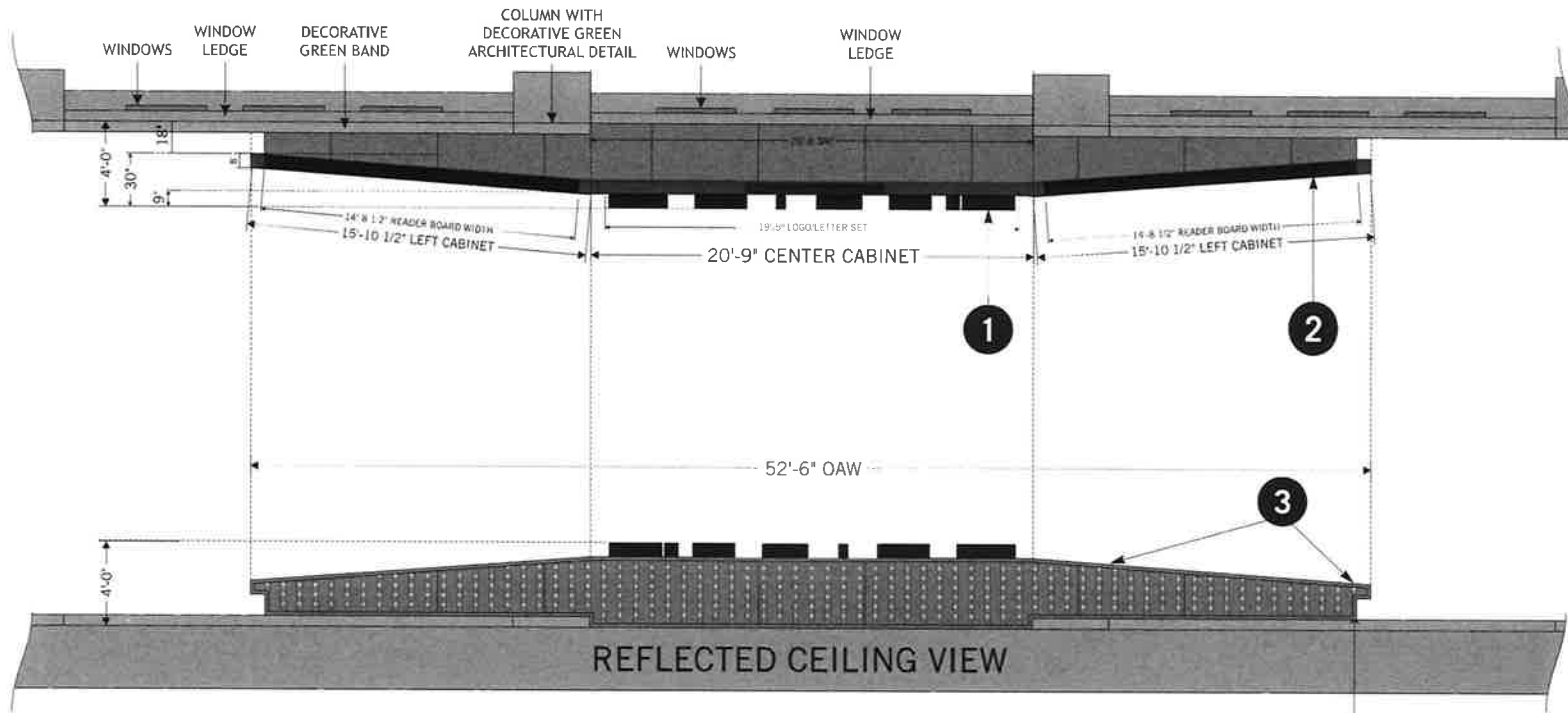 COLUMN WITH
DECORATIVE GREEN
ARCHITECTURAL DETAIL
WINDOWS
WINDOW
LEDGE
DECORATIVE
GREEN BAND
WINDOWS
WINDOW
LEDGE
18"
4'-0"
30"
9"
14' 8 1/2" READER BOARD WIDTH
15'-10 1/2" LEFT CABINET
19'-5" LOGO/LETTER SET
20'-9" CENTER CABINET
14'-8 1/2" READER BOARD WIDTH
15'-10 1/2" LEFT CABINET
1
2
52'-6" OAW
3
4'-0"
REFLECTED CEILING VIEW